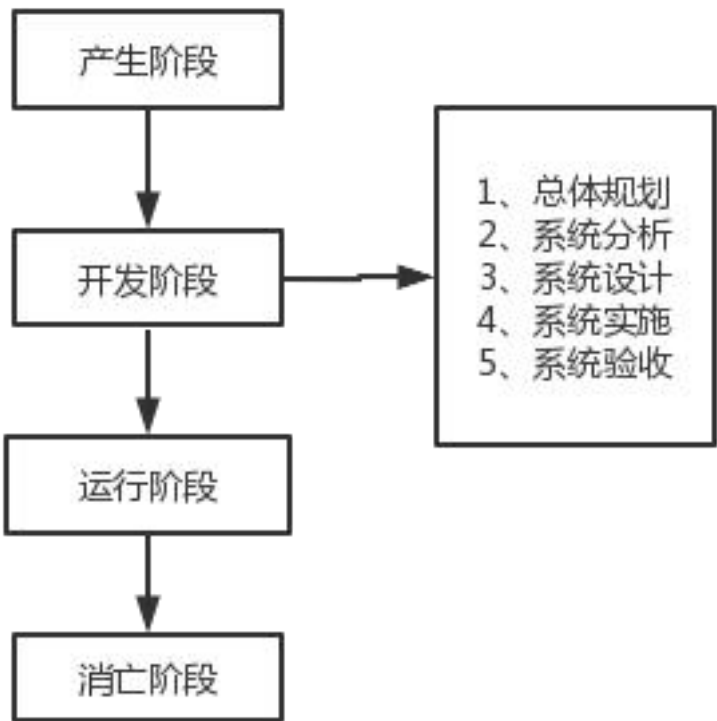 产生阶段
开发阶段
1、总体规划
2、系统分析
3、系统设计
4、系统实施
5、系统验收
运行阶段
消亡阶段